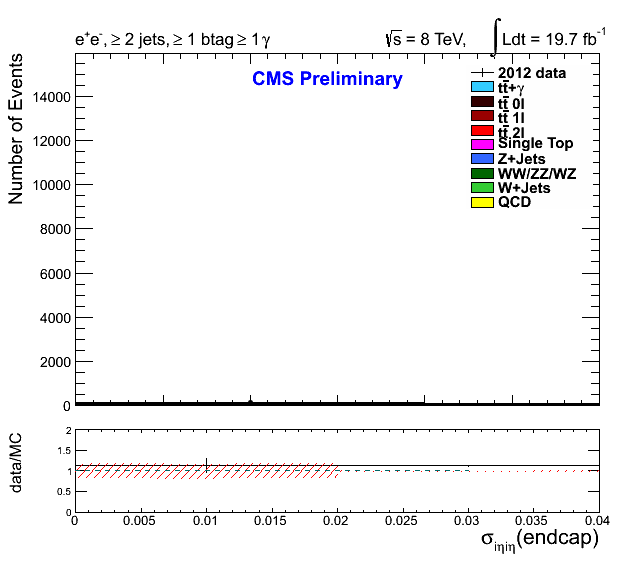 e⁺e⁻, ≥ 2 jets, ≥ 1 btag ≥ 1 γ
√s = 8 TeV, ∫ Ldt = 19.7 fb⁻¹
CMS Preliminary
2012 data
tt̄+γ
tt̄ 0l
tt̄ 1l
tt̄ 2l
Single Top
Z+Jets
WW/ZZ/WZ
W+Jets
QCD
Number of Events
14000
12000
10000
8000
6000
4000
2000
0
data/MC
2
1.5
1
0.5
0
0 0.005 0.01 0.015 0.02 0.025 0.03 0.035 0.04
σ_iηiη(endcap)